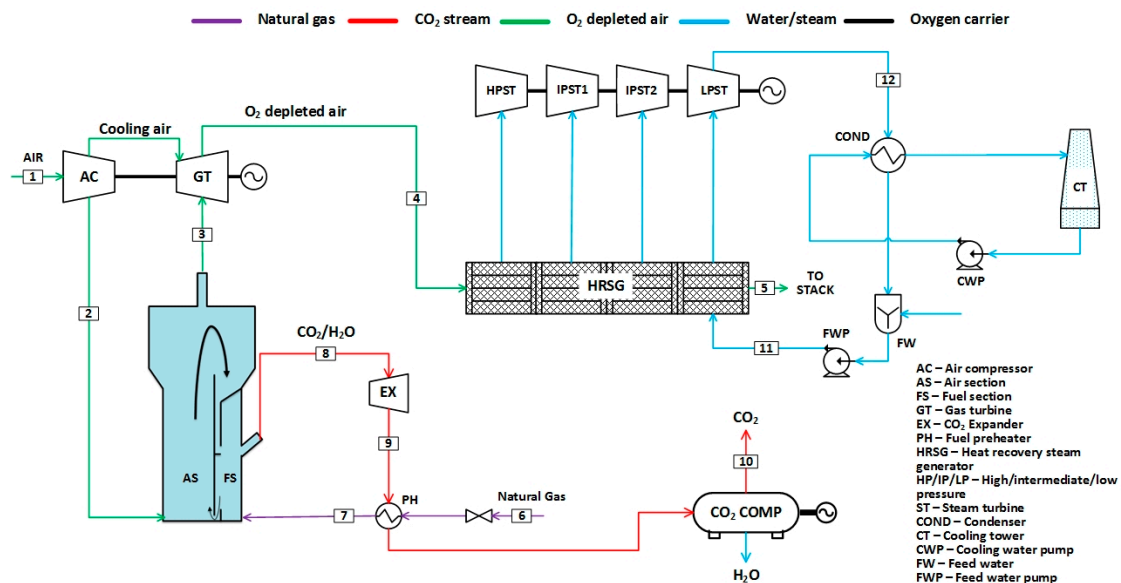 Natural gas
CO₂ stream
O₂ depleted air
Water/steam
Oxygen carrier
O₂ depleted air
Cooling air
AIR
1
AC
GT
3
2
4
HPST
IPST1
IPST2
LPST
12
COND
CT
CWP
HRSG
5
TO
STACK
FWP
11
FW
CO₂/H₂O
8
EX
9
AS
FS
PH
7
Natural Gas
6
CO₂
10
CO₂ COMP
H₂O
AC – Air compressor
AS – Air section
FS – Fuel section
GT – Gas turbine
EX – CO₂ Expander
PH – Fuel preheater
HRSG – Heat recovery steam
generator
HP/IP/LP – High/intermediate/low
pressure
ST – Steam turbine
COND – Condenser
CT – Cooling tower
CWP – Cooling water pump
FW – Feed water
FWP – Feed water pump